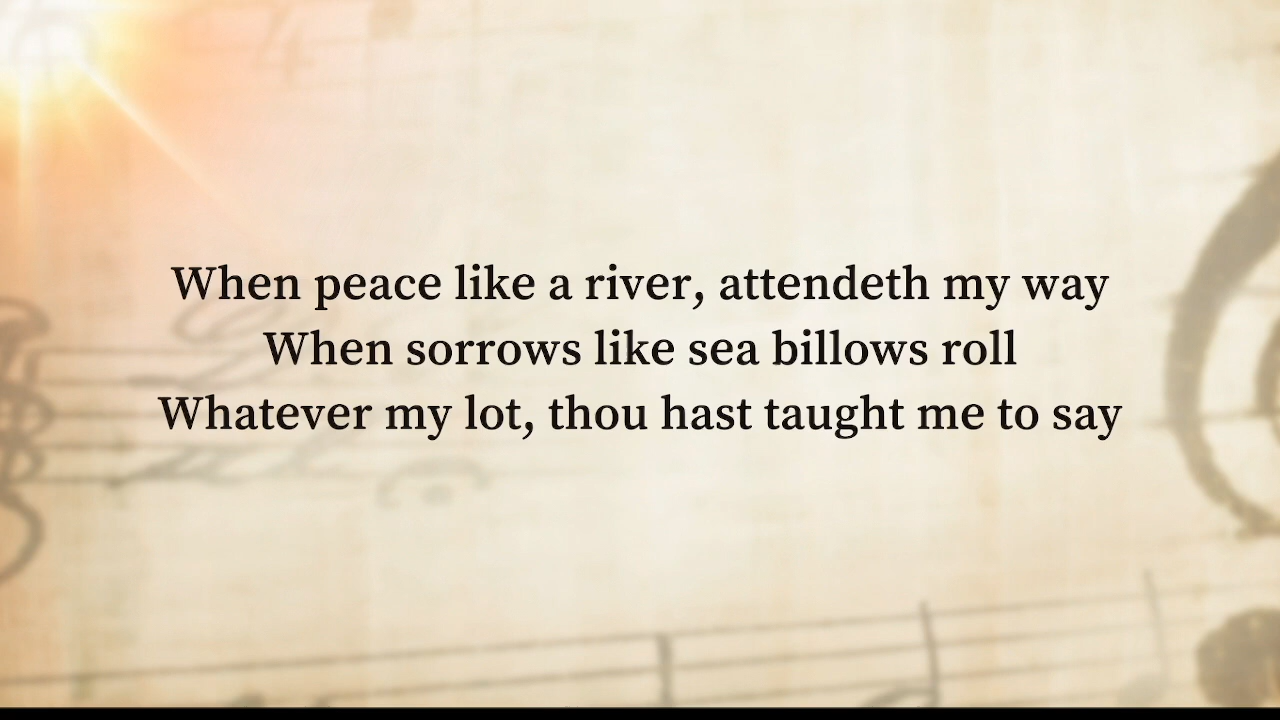 When peace like a river, attendeth my way
When sorrows like sea billows roll
Whatever my lot, thou hast taught me to say